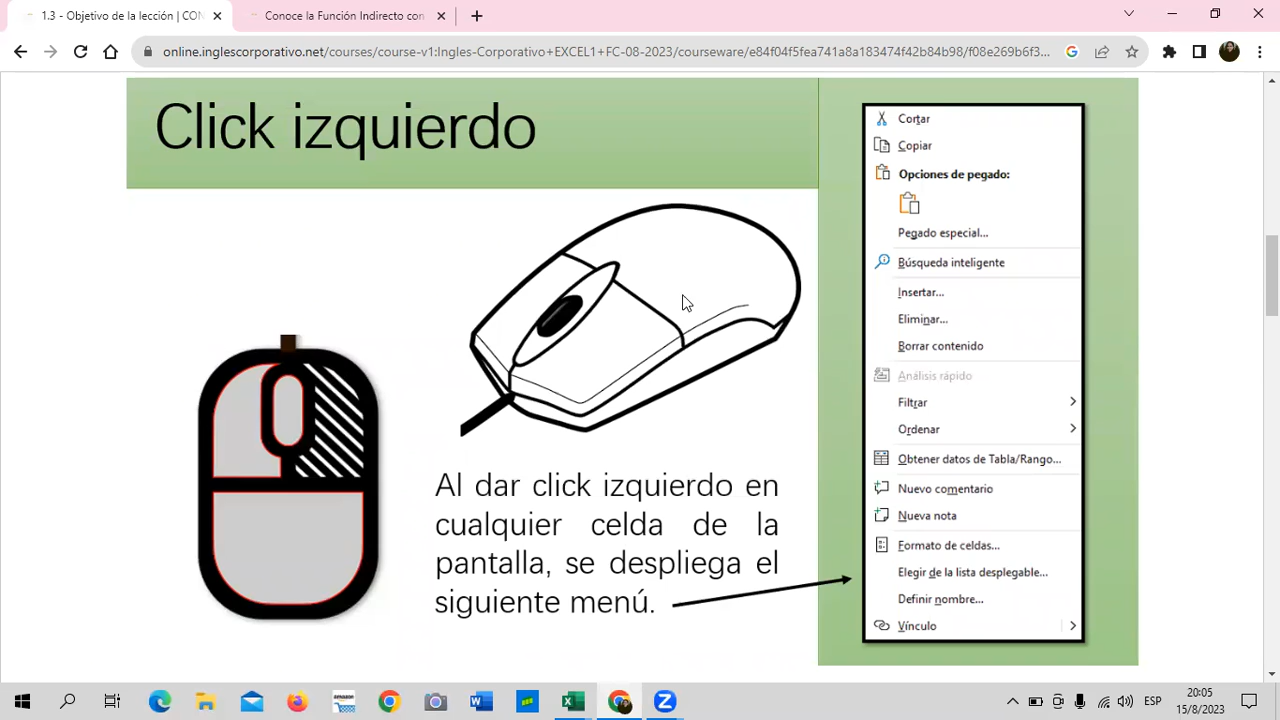 1.3 - Objetivo de la lección | CON
Conoce la Función Indirecto con
online.inglescorporativo.net/courses/course-v1:Ingles-Corporativo+EXCEL1+FC-08-2023/courseware/e84f04f5fea741a8a183474f42b84b98/f08e269b6f3...
Click izquierdo
Al dar click izquierdo en
cualquier celda de la
pantalla, se despliega el
siguiente menú.
Cortar
Copiar
Opciones de pegado:
Pegado especial...
Búsqueda inteligente
Insertar...
Eliminar...
Borrar contenido
Análisis rápido
Filtrar
Ordenar
Obtener datos de Tabla/Rango...
Nuevo comentario
Nueva nota
Formato de celdas...
Elegir de la lista desplegable...
Definir nombre...
Vínculo
amazon
ESP
20:05
15/8/2023